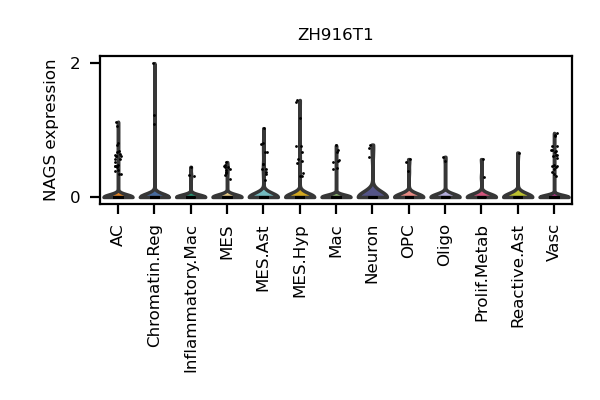 ZH916T1
NAGS expression
2
0
AC
Chromatin.Reg
Inflammatory.Mac
MES
MES.Ast
MES.Hyp
Mac
Neuron
OPC
Oligo
Prolif.Metab
Reactive.Ast
Vasc